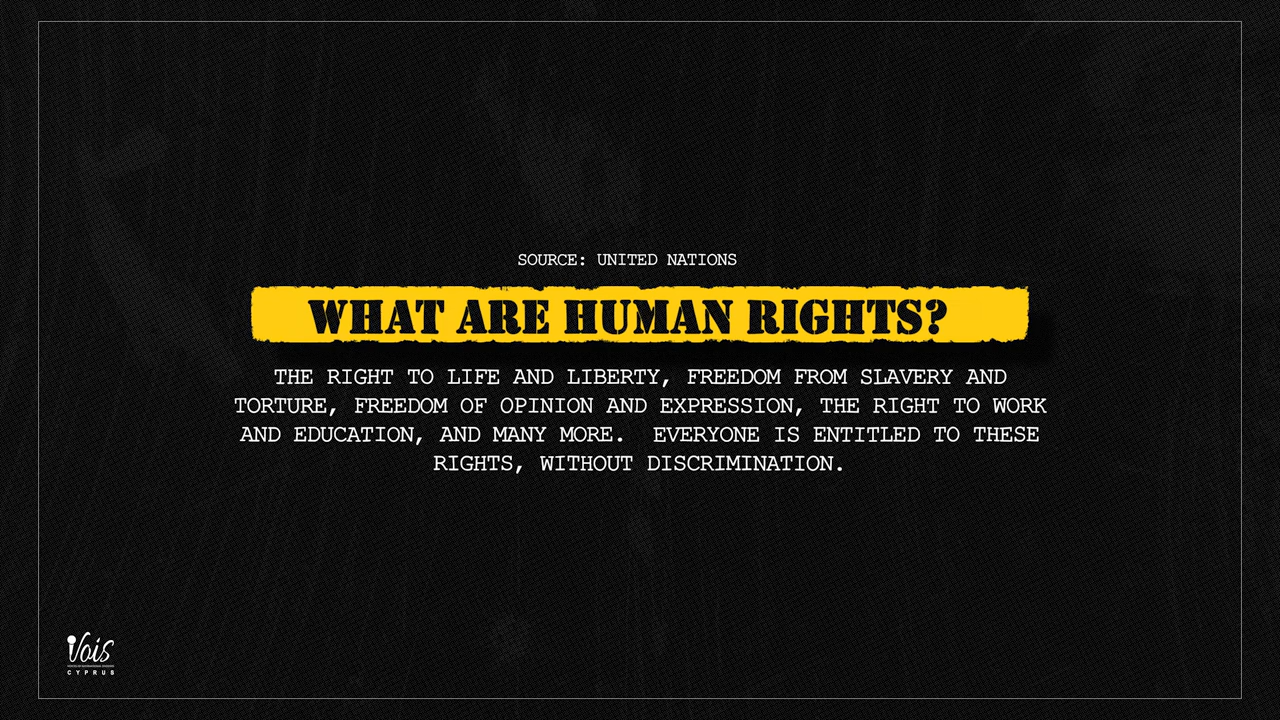 SOURCE: UNITED NATIONS
WHAT ARE HUMAN RIGHTS?
THE RIGHT TO LIFE AND LIBERTY, FREEDOM FROM SLAVERY AND
TORTURE, FREEDOM OF OPINION AND EXPRESSION, THE RIGHT TO WORK
AND EDUCATION, AND MANY MORE.  EVERYONE IS ENTITLED TO THESE
RIGHTS, WITHOUT DISCRIMINATION.
iVois
CYPRUS